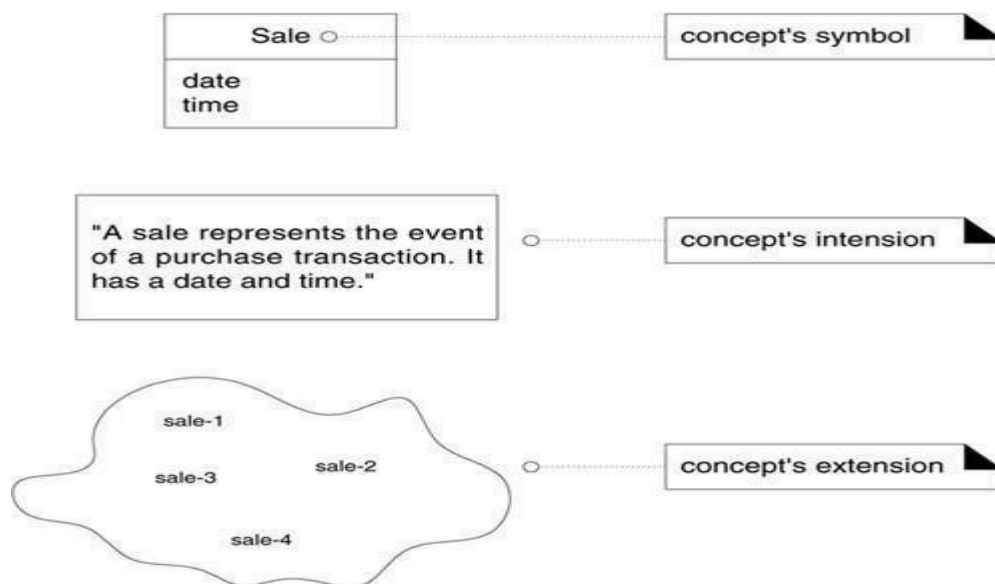 Sale
concept's symbol
date
time
"A sale represents the event
of a purchase transaction. It
has a date and time."
concept's intension
sale-1
sale-2
sale-3
sale-4
concept's extension